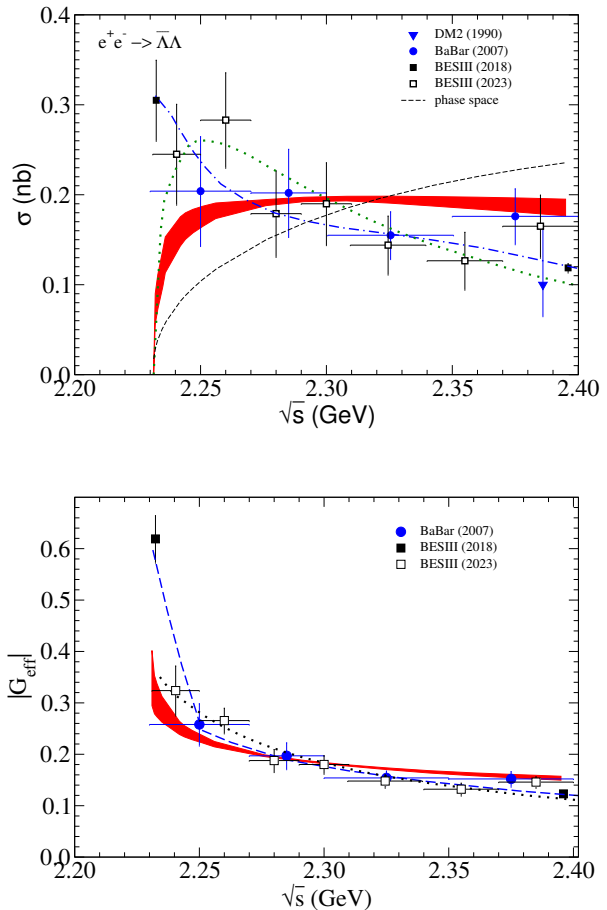 e⁺e⁻ -> Λ̅Λ
DM2 (1990)
BaBar (2007)
BESIII (2018)
BESIII (2023)
phase space
0.4
0.3
0.2
0.1
0.0
σ (nb)
2.20 2.25 2.30 2.35 2.40
√s (GeV)
BaBar (2007)
BESIII (2018)
BESIII (2023)
0.6
0.5
0.4
0.3
0.2
0.1
0.0
|G_eff|
2.20 2.25 2.30 2.35 2.40
√s (GeV)